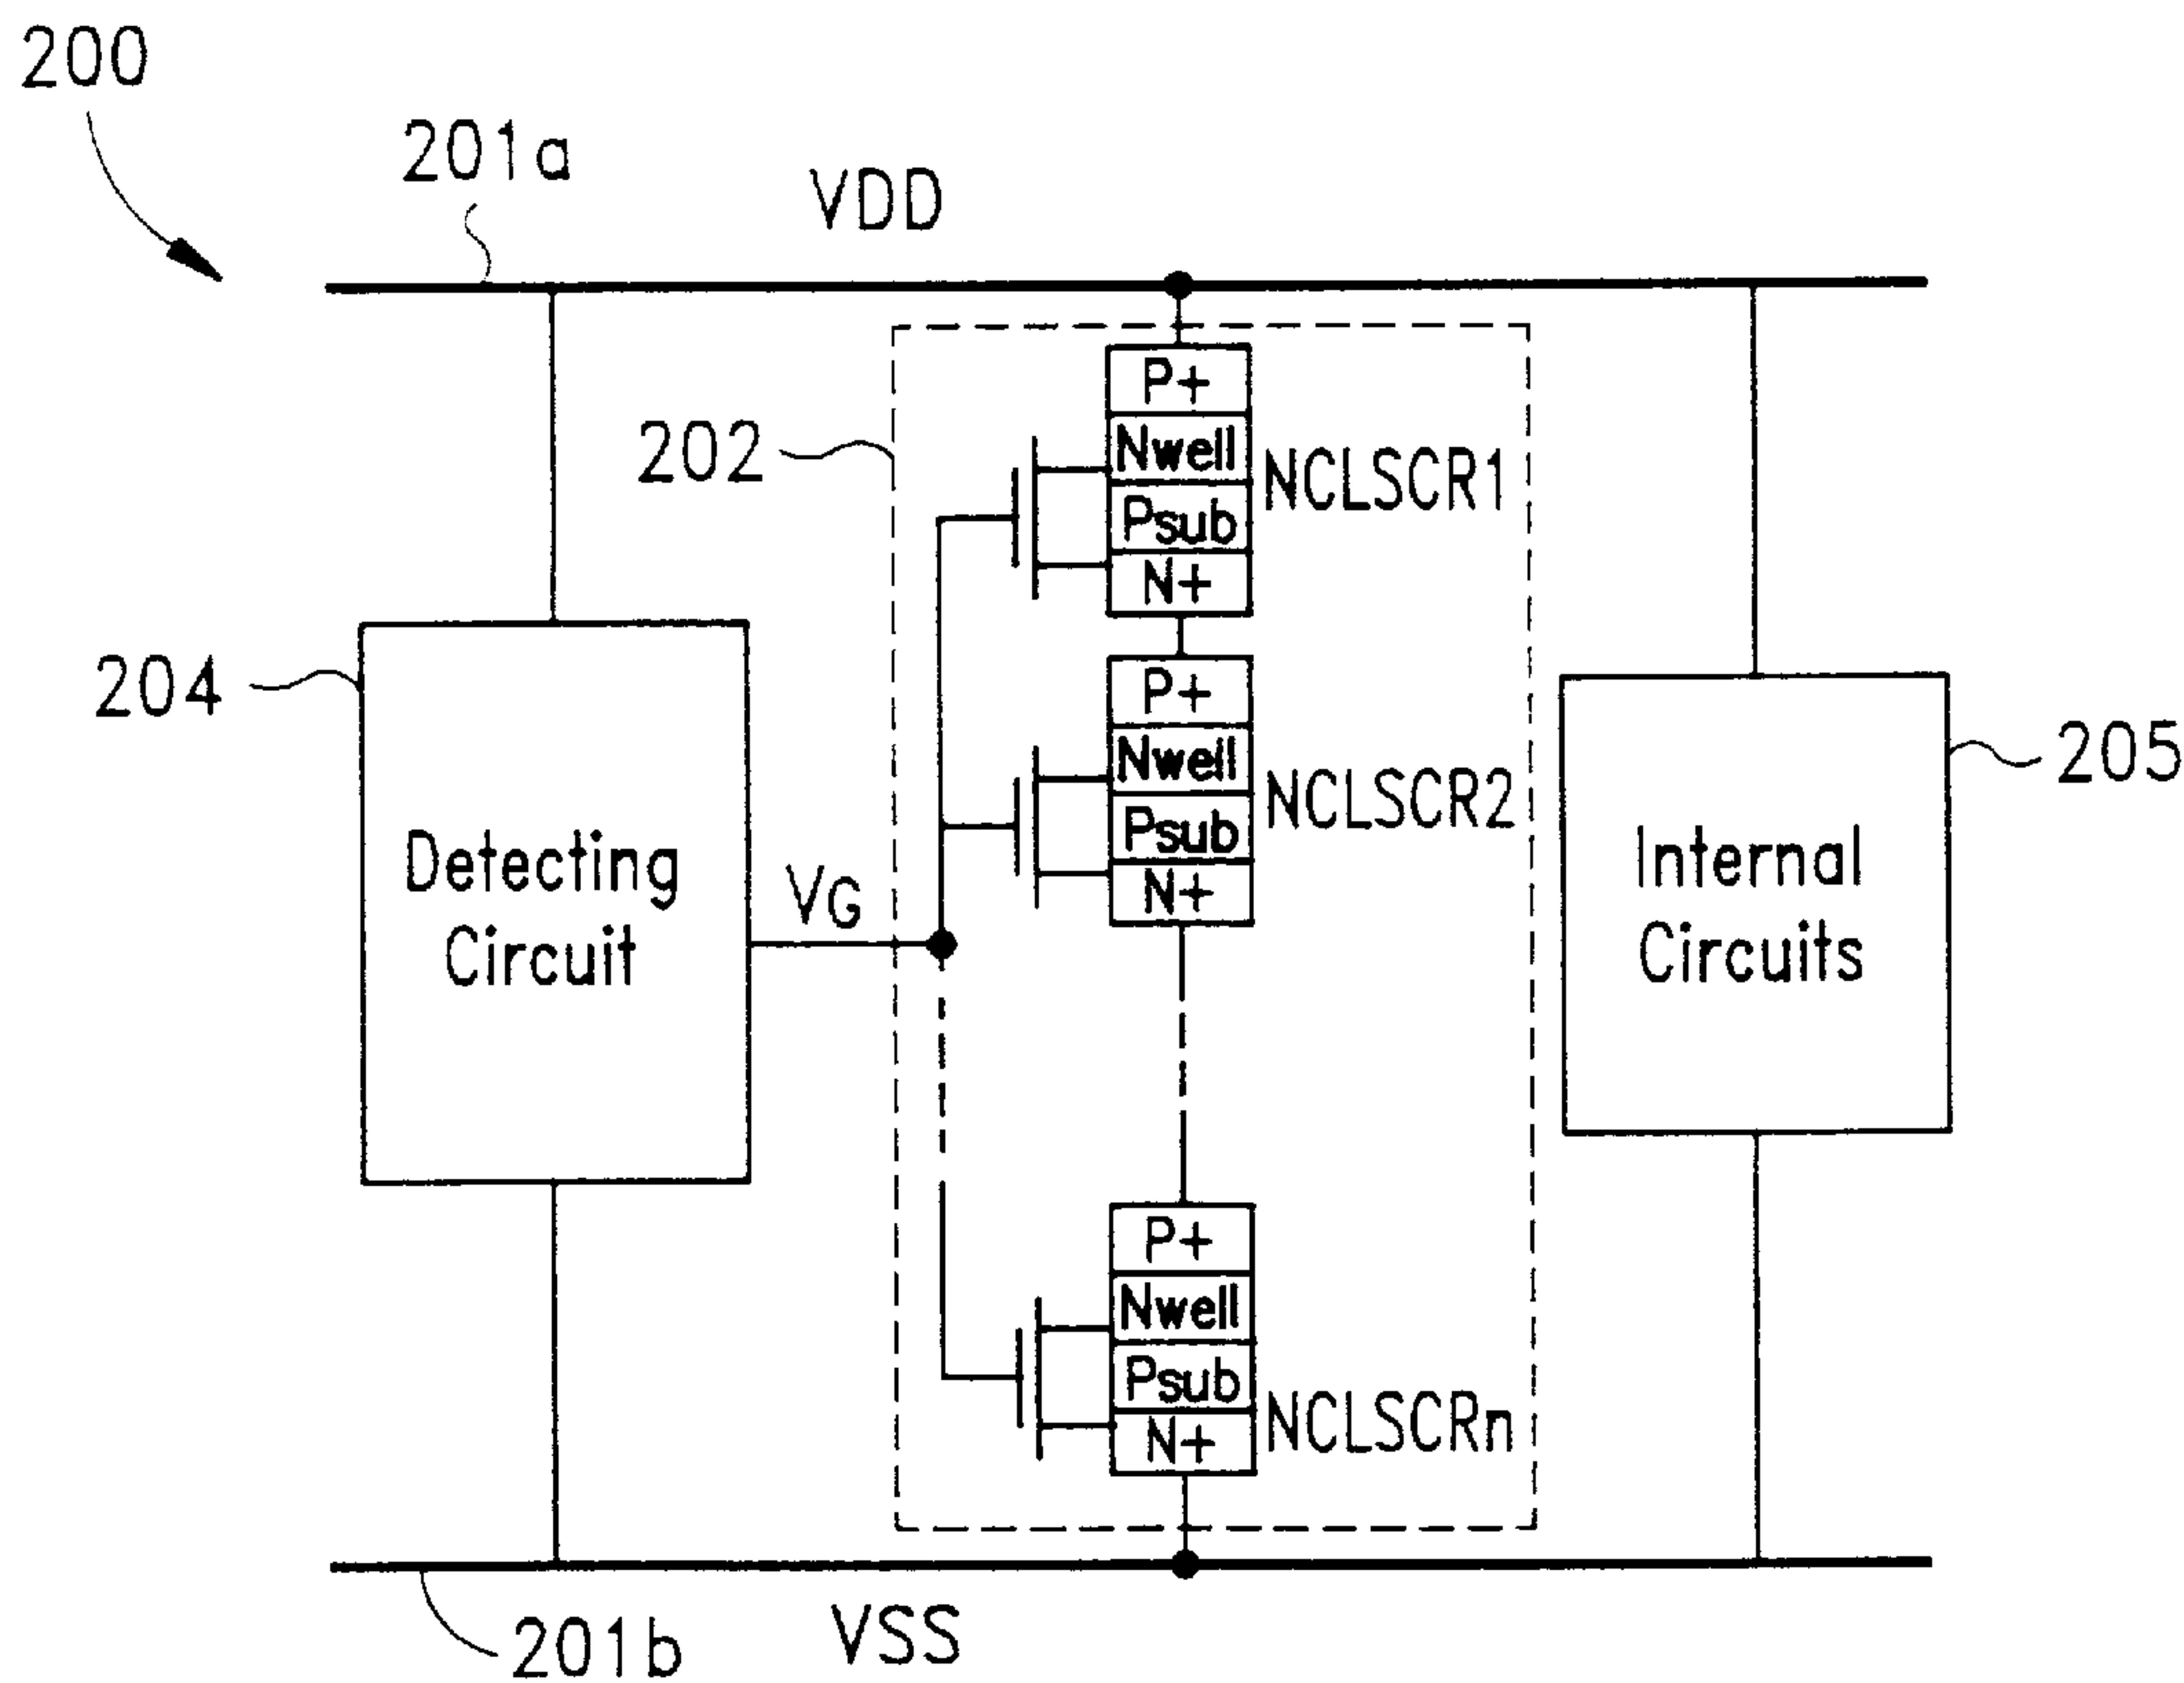 200
201a
VDD
P+
202
Nwell
NCLSCR1
Psub
N+
204
P+
Nwell
NCLSCR2
205
Psub
N+
Detecting
Circuit
VG
Internal
Circuits
P+
Nwell
Psub
NCLSCRn
N+
VSS
201b